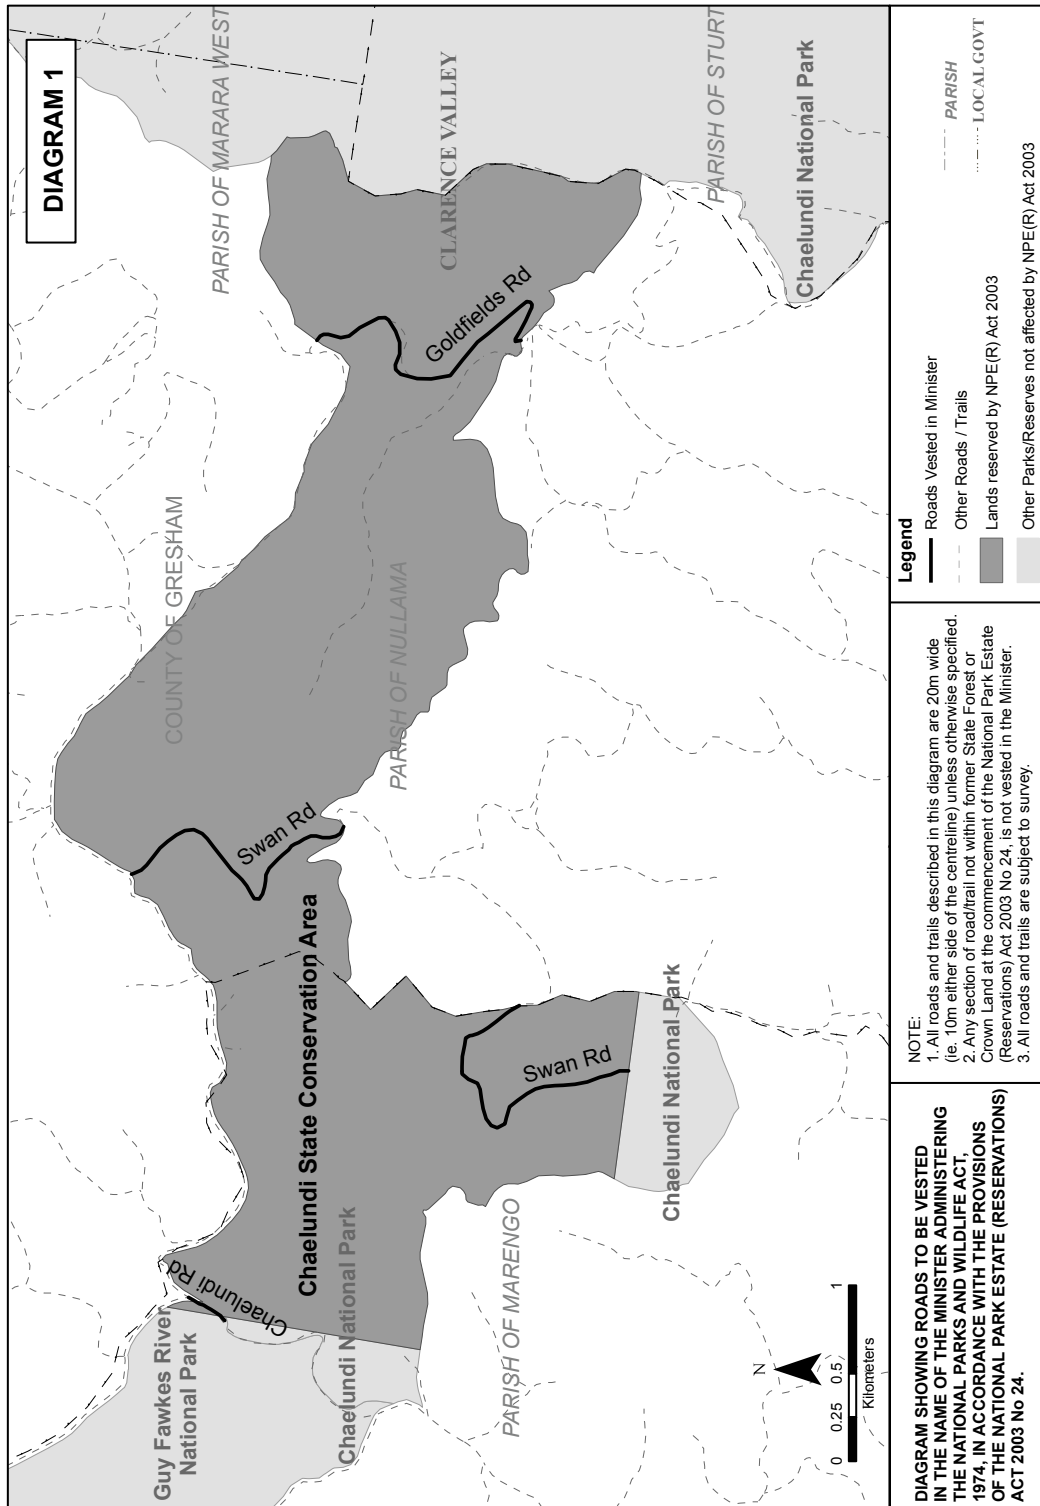 DIAGRAM 1
PARISH OF MARARA WEST
CLARENCE VALLEY
PARISH OF STURT
Chaelundi National Park
Goldfields Rd
COUNTY OF GRESHAM
PARISH OF NULLAMA
Swan Rd
Chaelundi State Conservation Area
Swan Rd
Chaelundi National Park
Chaelundi Rd
Guy Fawkes River
National Park
Chaelundi National Park
PARISH OF MARENGO
N
0 0.25 0.5 1
Kilometers
DIAGRAM SHOWING ROADS TO BE VESTED
IN THE NAME OF THE MINISTER ADMINISTERING
THE NATIONAL PARKS AND WILDLIFE ACT,
1974, IN ACCORDANCE WITH THE PROVISIONS
OF THE NATIONAL PARK ESTATE (RESERVATIONS)
ACT 2003 No 24.
NOTE:
1. All roads and trails described in this diagram are 20m wide
(ie. 10m either side of the centreline) unless otherwise specified.
2. Any section of road/trail not within former State Forest or
Crown Land at the commencement of the National Park Estate
(Reservations) Act 2003 No 24, is not vested in the Minister.
3. All roads and trails are subject to survey.
Legend
Roads Vested in Minister
Other Roads / Trails
Lands reserved by NPE(R) Act 2003
Other Parks/Reserves not affected by NPE(R) Act 2003
PARISH
LOCAL GOVT